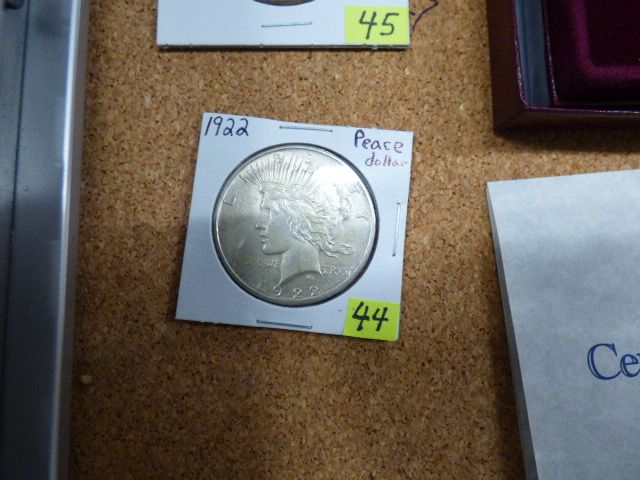 45
1922
Peace
dollar
LIBERTY
IN GOD WE TRUST
1922
44
Ce